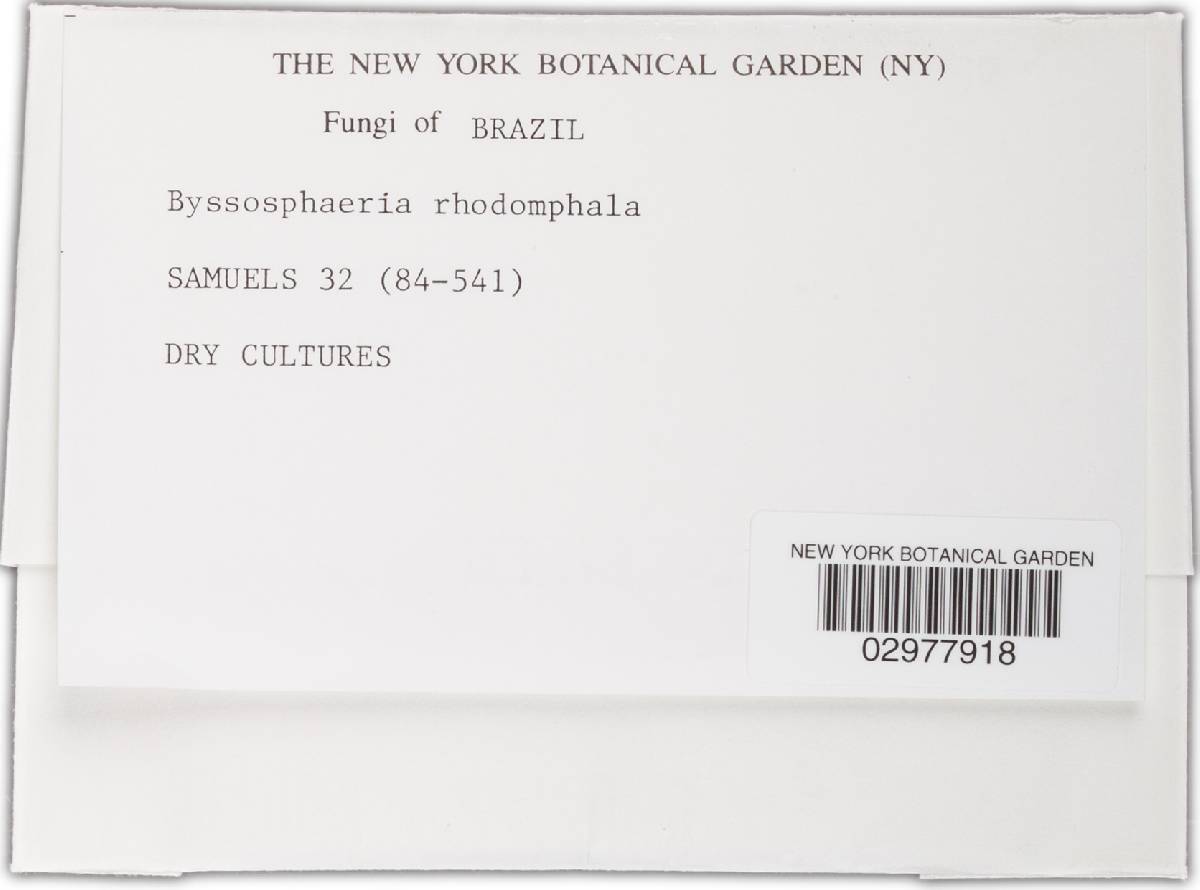 THE NEW YORK BOTANICAL GARDEN (NY)
Fungi of BRAZIL
Byssosphaeria rhodomphala
SAMUELS 32 (84-541)
DRY CULTURES
NEW YORK BOTANICAL GARDEN
02977918